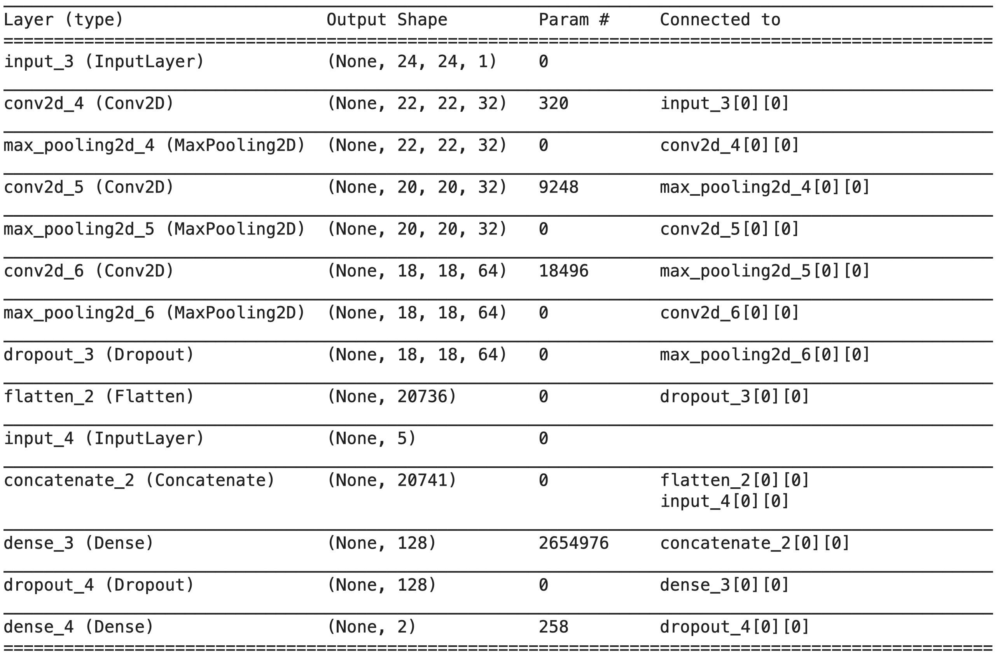 Layer (type) Output Shape Param # Connected to
input_3 (InputLayer) (None, 24, 24, 1) 0
conv2d_4 (Conv2D) (None, 22, 22, 32) 320 input_3[0][0]
max_pooling2d_4 (MaxPooling2D) (None, 22, 22, 32) 0 conv2d_4[0][0]
conv2d_5 (Conv2D) (None, 20, 20, 32) 9248 max_pooling2d_4[0][0]
max_pooling2d_5 (MaxPooling2D) (None, 20, 20, 32) 0 conv2d_5[0][0]
conv2d_6 (Conv2D) (None, 18, 18, 64) 18496 max_pooling2d_5[0][0]
max_pooling2d_6 (MaxPooling2D) (None, 18, 18, 64) 0 conv2d_6[0][0]
dropout_3 (Dropout) (None, 18, 18, 64) 0 max_pooling2d_6[0][0]
flatten_2 (Flatten) (None, 20736) 0 dropout_3[0][0]
input_4 (InputLayer) (None, 5) 0
concatenate_2 (Concatenate) (None, 20741) 0 flatten_2[0][0]
input_4[0][0]
dense_3 (Dense) (None, 128) 2654976 concatenate_2[0][0]
dropout_4 (Dropout) (None, 128) 0 dense_3[0][0]
dense_4 (Dense) (None, 2) 258 dropout_4[0][0]